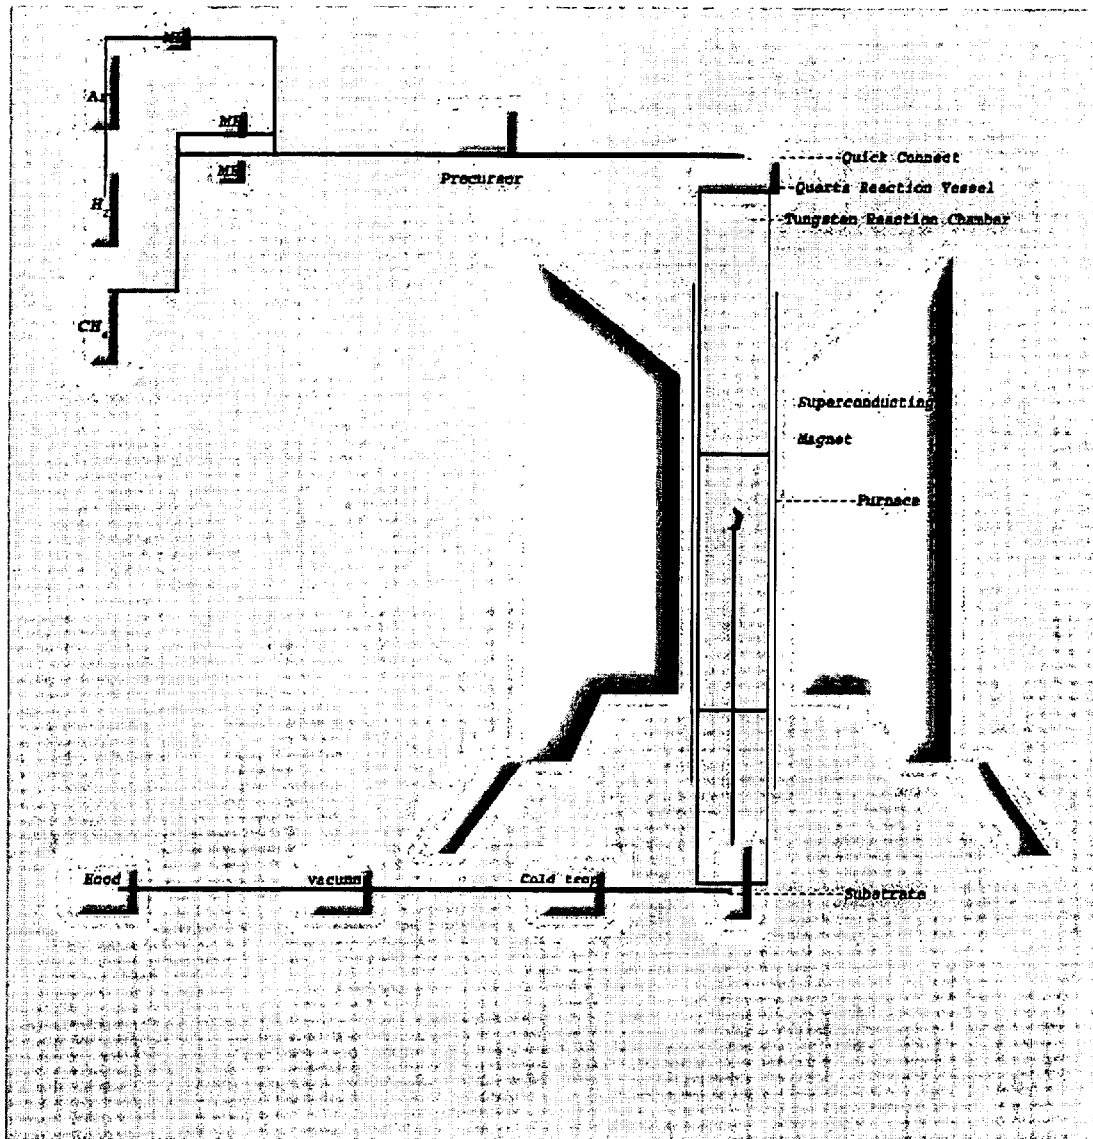 MF
Ar
MF
Quick Connect
MF
Precursor
Quartz Reaction Vessel
H2
Tungsten Reaction Chamber
CH4
Superconducting
Magnet
Furnace
Hood
vacuum
Cold trap
Substrate